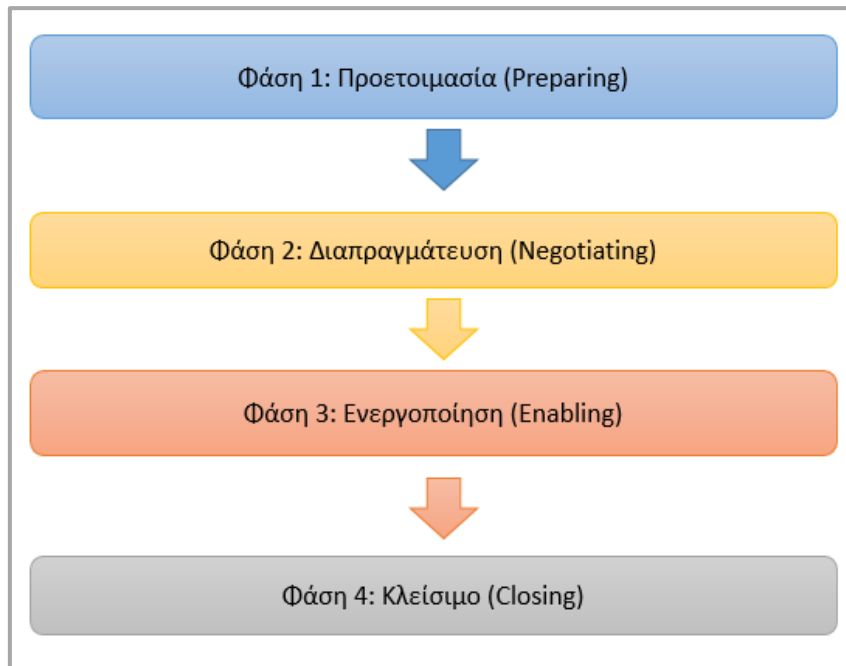 Φάση 1: Προετοιμασία (Preparing)
Φάση 2: Διαπραγμάτευση (Negotiating)
Φάση 3: Ενεργοποίηση (Enabling)
Φάση 4: Κλείσιμο (Closing)